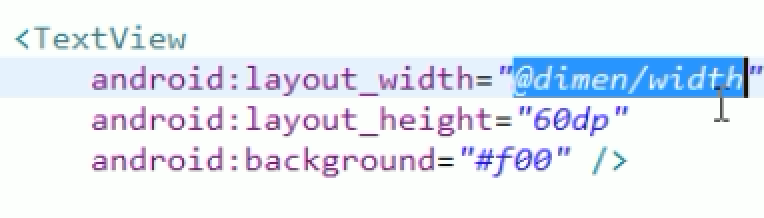 <TextView
android:layout_width="@dimen/width"
android:layout_height="60dp"
android:background="#f00" />